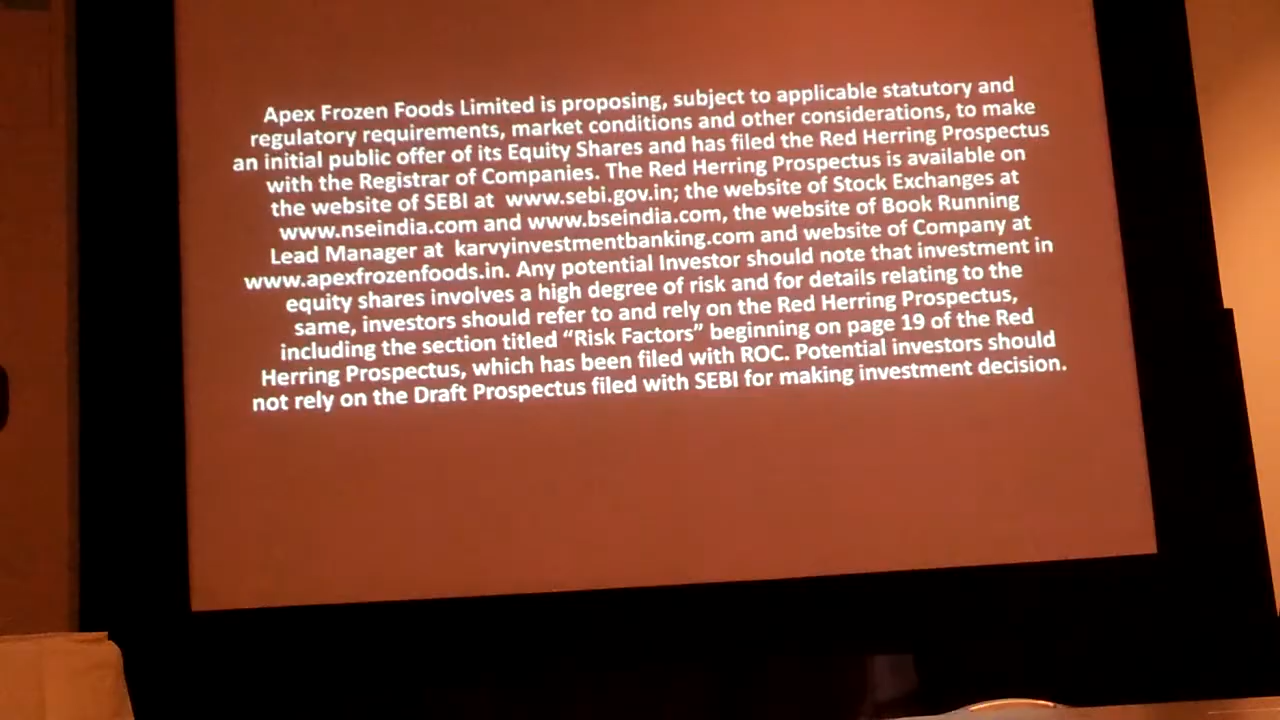 Apex Frozen Foods Limited is proposing, subject to applicable statutory and
regulatory requirements, market conditions and other considerations, to make
an initial public offer of its Equity Shares and has filed the Red Herring Prospectus
with the Registrar of Companies. The Red Herring Prospectus is available on
the website of SEBI at www.sebi.gov.in; the website of Stock Exchanges at
www.nseindia.com and www.bseindia.com, the website of Book Running
Lead Manager at karvyinvestmentbanking.com and website of Company at
www.apexfrozenfoods.in. Any potential Investor should note that investment in
equity shares involves a high degree of risk and for details relating to the
same, investors should refer to and rely on the Red Herring Prospectus,
including the section titled “Risk Factors” beginning on page 19 of the Red
Herring Prospectus, which has been filed with ROC. Potential investors should
not rely on the Draft Prospectus filed with SEBI for making investment decision.